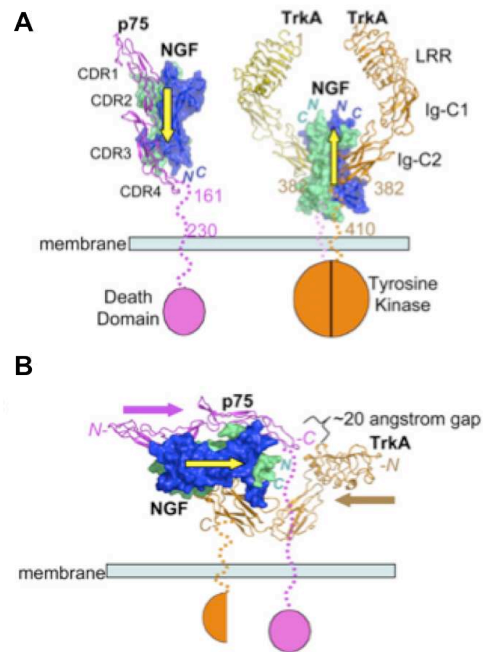 A
p75
NGF
CDR1
CDR2
CDR3
CDR4
N C
161
230
membrane
Death
Domain
TrkA
TrkA
1
LRR
NGF
N
C
N
C
Ig-C1
Ig-C2
382
382
410
Tyrosine
Kinase
B
p75
N-
-C
~20 angstrom gap
TrkA
N
C
-N
NGF
C
membrane